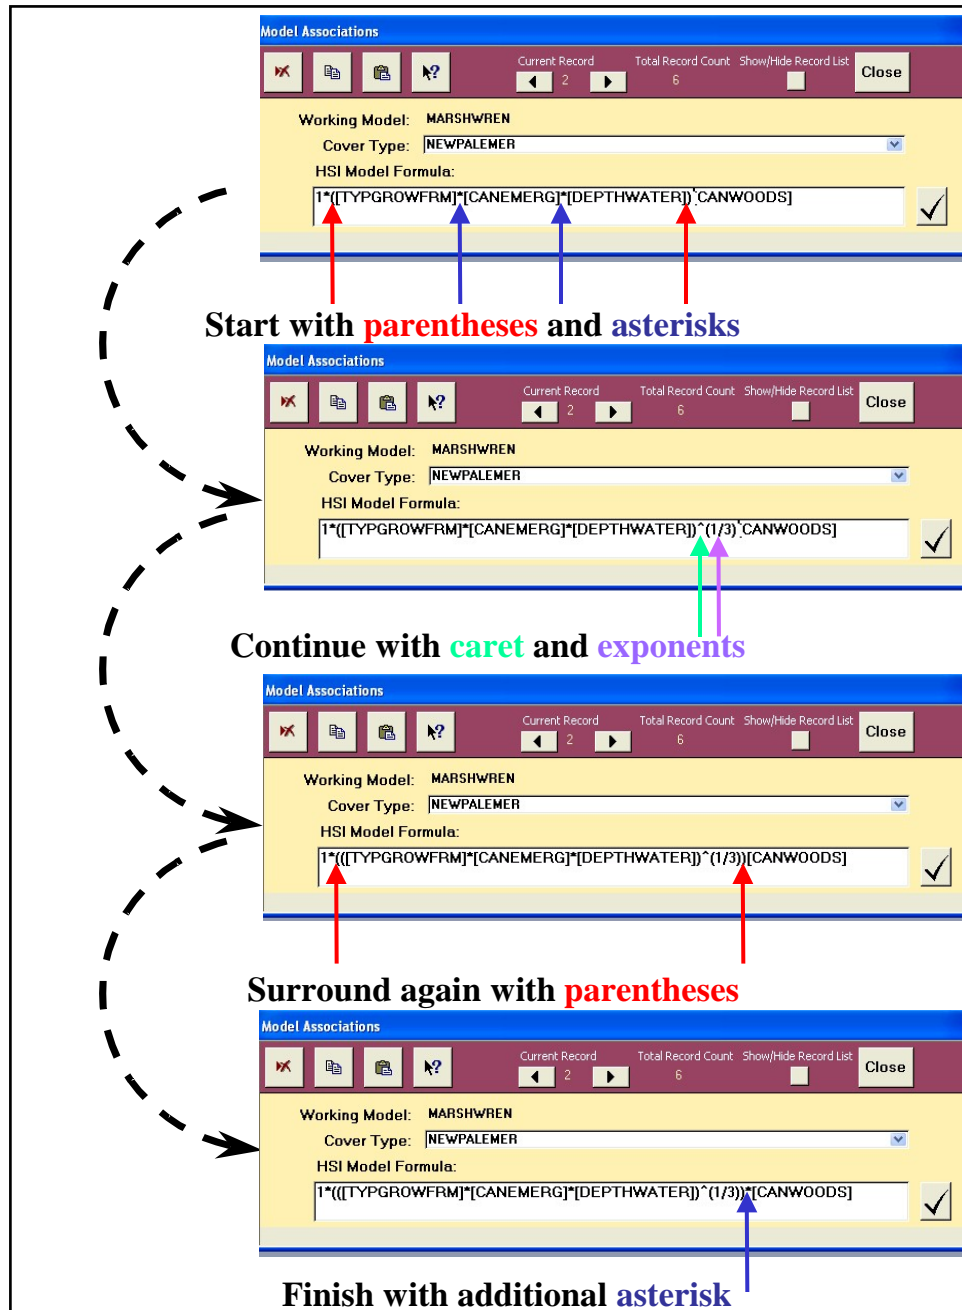 Model Associations
Current Record Total Record Count Show/Hide Record List
2 6 Close
Working Model: MARSHWREN
Cover Type: NEWPALEMER
HSI Model Formula:
1*([TYPGROWFRM]*[CANEMERG]*[DEPTHWATER])[CANWOODS]
Start with parentheses and asterisks
Model Associations
Current Record Total Record Count Show/Hide Record List
2 6 Close
Working Model: MARSHWREN
Cover Type: NEWPALEMER
HSI Model Formula:
1*([TYPGROWFRM]*[CANEMERG]*[DEPTHWATER])^(1/3)[CANWOODS]
Continue with caret and exponents
Model Associations
Current Record Total Record Count Show/Hide Record List
2 6 Close
Working Model: MARSHWREN
Cover Type: NEWPALEMER
HSI Model Formula:
1*(([TYPGROWFRM]*[CANEMERG]*[DEPTHWATER])^(1/3))[CANWOODS]
Surround again with parentheses
Model Associations
Current Record Total Record Count Show/Hide Record List
2 6 Close
Working Model: MARSHWREN
Cover Type: NEWPALEMER
HSI Model Formula:
1*(([TYPGROWFRM]*[CANEMERG]*[DEPTHWATER])^(1/3))*[CANWOODS]
Finish with additional asterisk